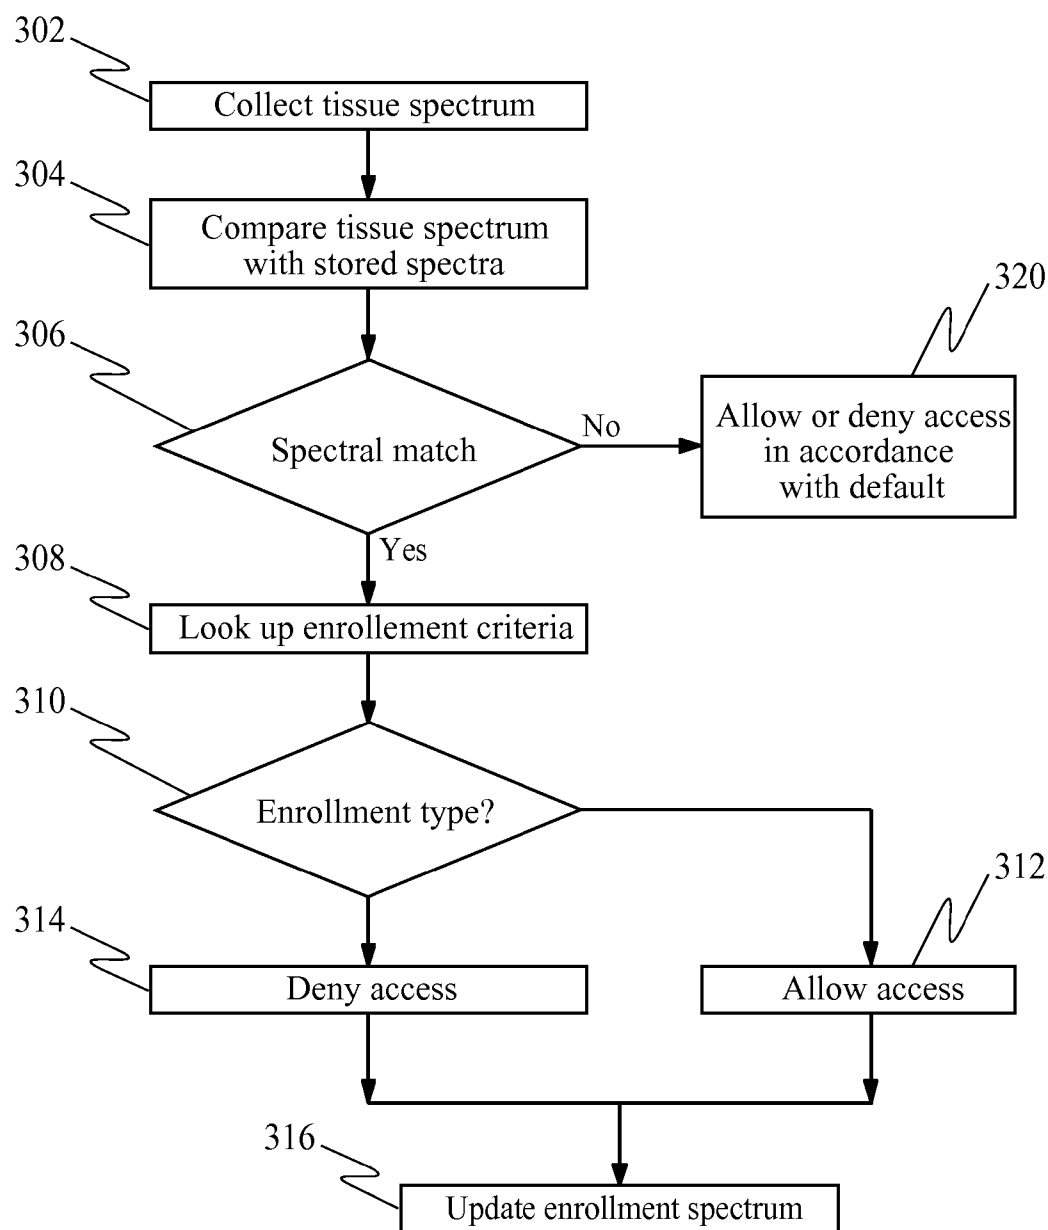 302
Collect tissue spectrum
304
Compare tissue spectrum
with stored spectra
320
306
Spectral match
No
Allow or deny access
in accordance
with default
Yes
308
Look up enrollement criteria
310
Enrollment type?
312
314
Deny access
Allow access
316
Update enrollment spectrum